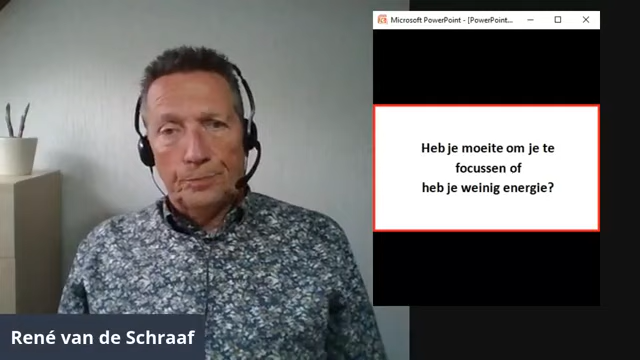 Microsoft PowerPoint - [PowerPoint...
Heb je moeite om je te
focussen of
heb je weinig energie?
René van de Schraaf